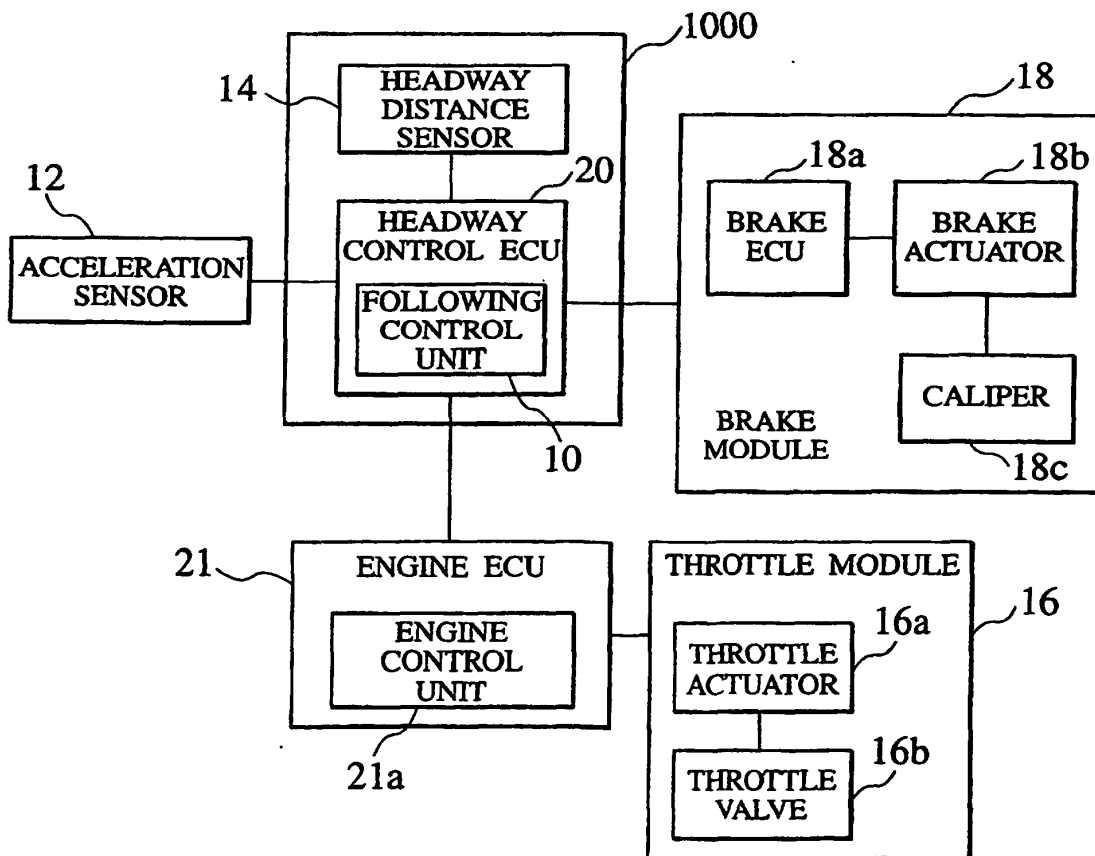 1000
14
HEADWAY
DISTANCE
SENSOR
18
18a
18b
20
12
HEADWAY
CONTROL ECU
BRAKE
ECU
BRAKE
ACTUATOR
ACCELERATION
SENSOR
FOLLOWING
CONTROL
UNIT
CALIPER
BRAKE
MODULE
10
18c
21
ENGINE ECU
THROTTLE MODULE
16
ENGINE
CONTROL
UNIT
16a
THROTTLE
ACTUATOR
21a
16b
THROTTLE
VALVE